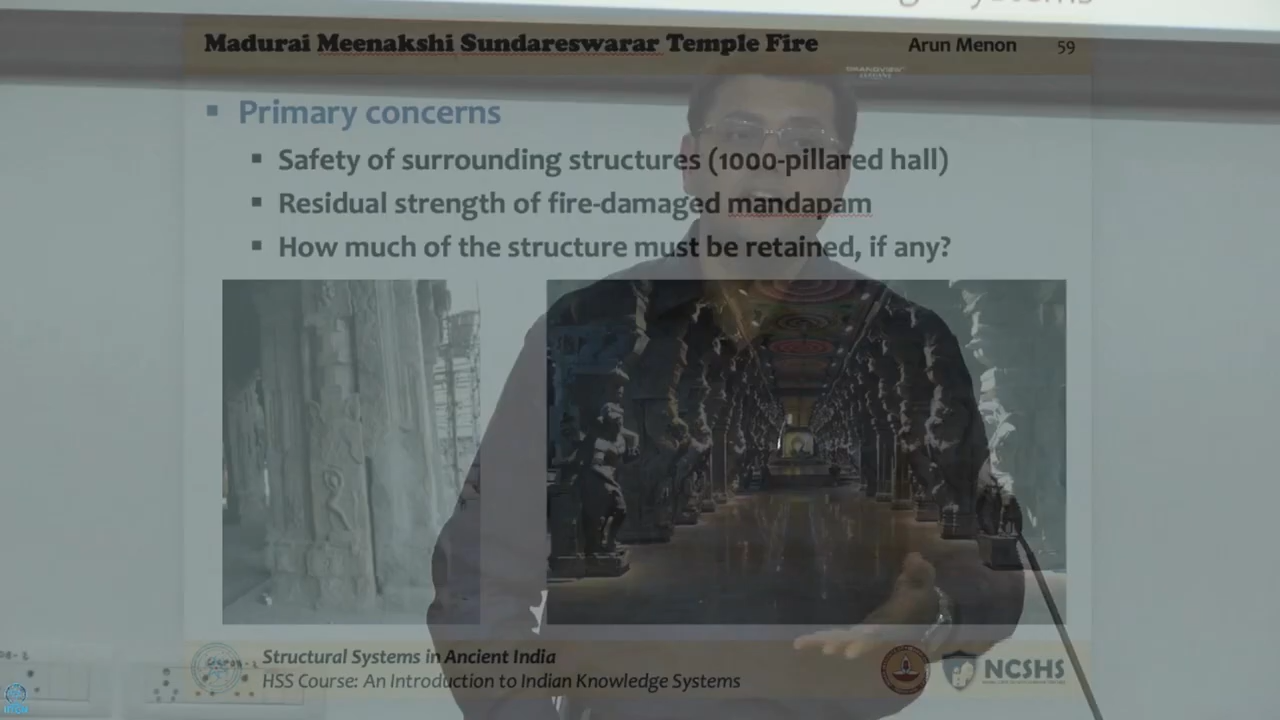 Madurai Meenakshi Sundareswarar Temple Fire Arun Menon 59
Primary concerns
Safety of surrounding structures (1000-pillared hall)
Residual strength of fire-damaged mandapam
How much of the structure must be retained, if any?
Structural Systems in Ancient India
HSS Course: An Introduction to Indian Knowledge Systems
NCSHS